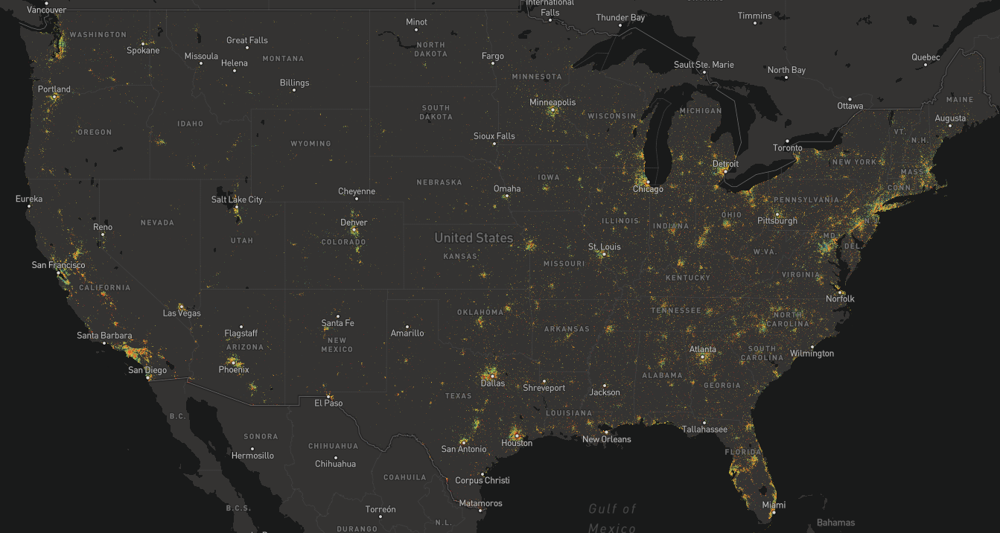 International
Falls
Vancouver
Thunder Bay
Timmins
Minot
WASHINGTON
Great Falls
Spokane
NORTH
DAKOTA
Missoula
Helena
MONTANA
Fargo
Quebec
Sault Ste. Marie
North Bay
MINNESOTA
Billings
Portland
Minneapolis
Ottawa
MAINE
SOUTH
DAKOTA
WISCONSIN
MICHIGAN
Augusta
IDAHO
OREGON
VT.
N.H.
WYOMING
Sioux Falls
Toronto
Detroit
NEW YORK
MASS
NEBRASKA
IOWA
Omaha
Chicago
CONN.
Eureka
Salt Lake City
Cheyenne
PENNSYLVANIA
NEVADA
Reno
Denver
COLORADO
UTAH
United States
ILLINOIS
INDIANA
OHIO
Pittsburgh
N.J.
MD.
DEL.
St. Louis
KANSAS
MISSOURI
W.VA.
San Francisco
CALIFORNIA
KENTUCKY
VIRGINIA
Norfolk
Las Vegas
OKLAHOMA
TENNESSEE
NORTH
CAROLINA
Santa Fe
Flagstaff
Amarillo
ARKANSAS
Santa Barbara
ARIZONA
NEW
MEXICO
Atlanta
SOUTH
CAROLINA
Wilmington
San Diego
Phoenix
Dallas
Shreveport
Jackson
ALABAMA
GEORGIA
TEXAS
El Paso
B.C.
LOUISIANA
Tallahassee
SONORA
Hermosillo
CHIHUAHUA
Chihuahua
San Antonio
Houston
New Orleans
FLORIDA
COAHUILA
Corpus Christi
B.C.S.
Torreón
Matamoros
Gulf of
Mexico
Miami
DURANGO
N.L.
Bahamas